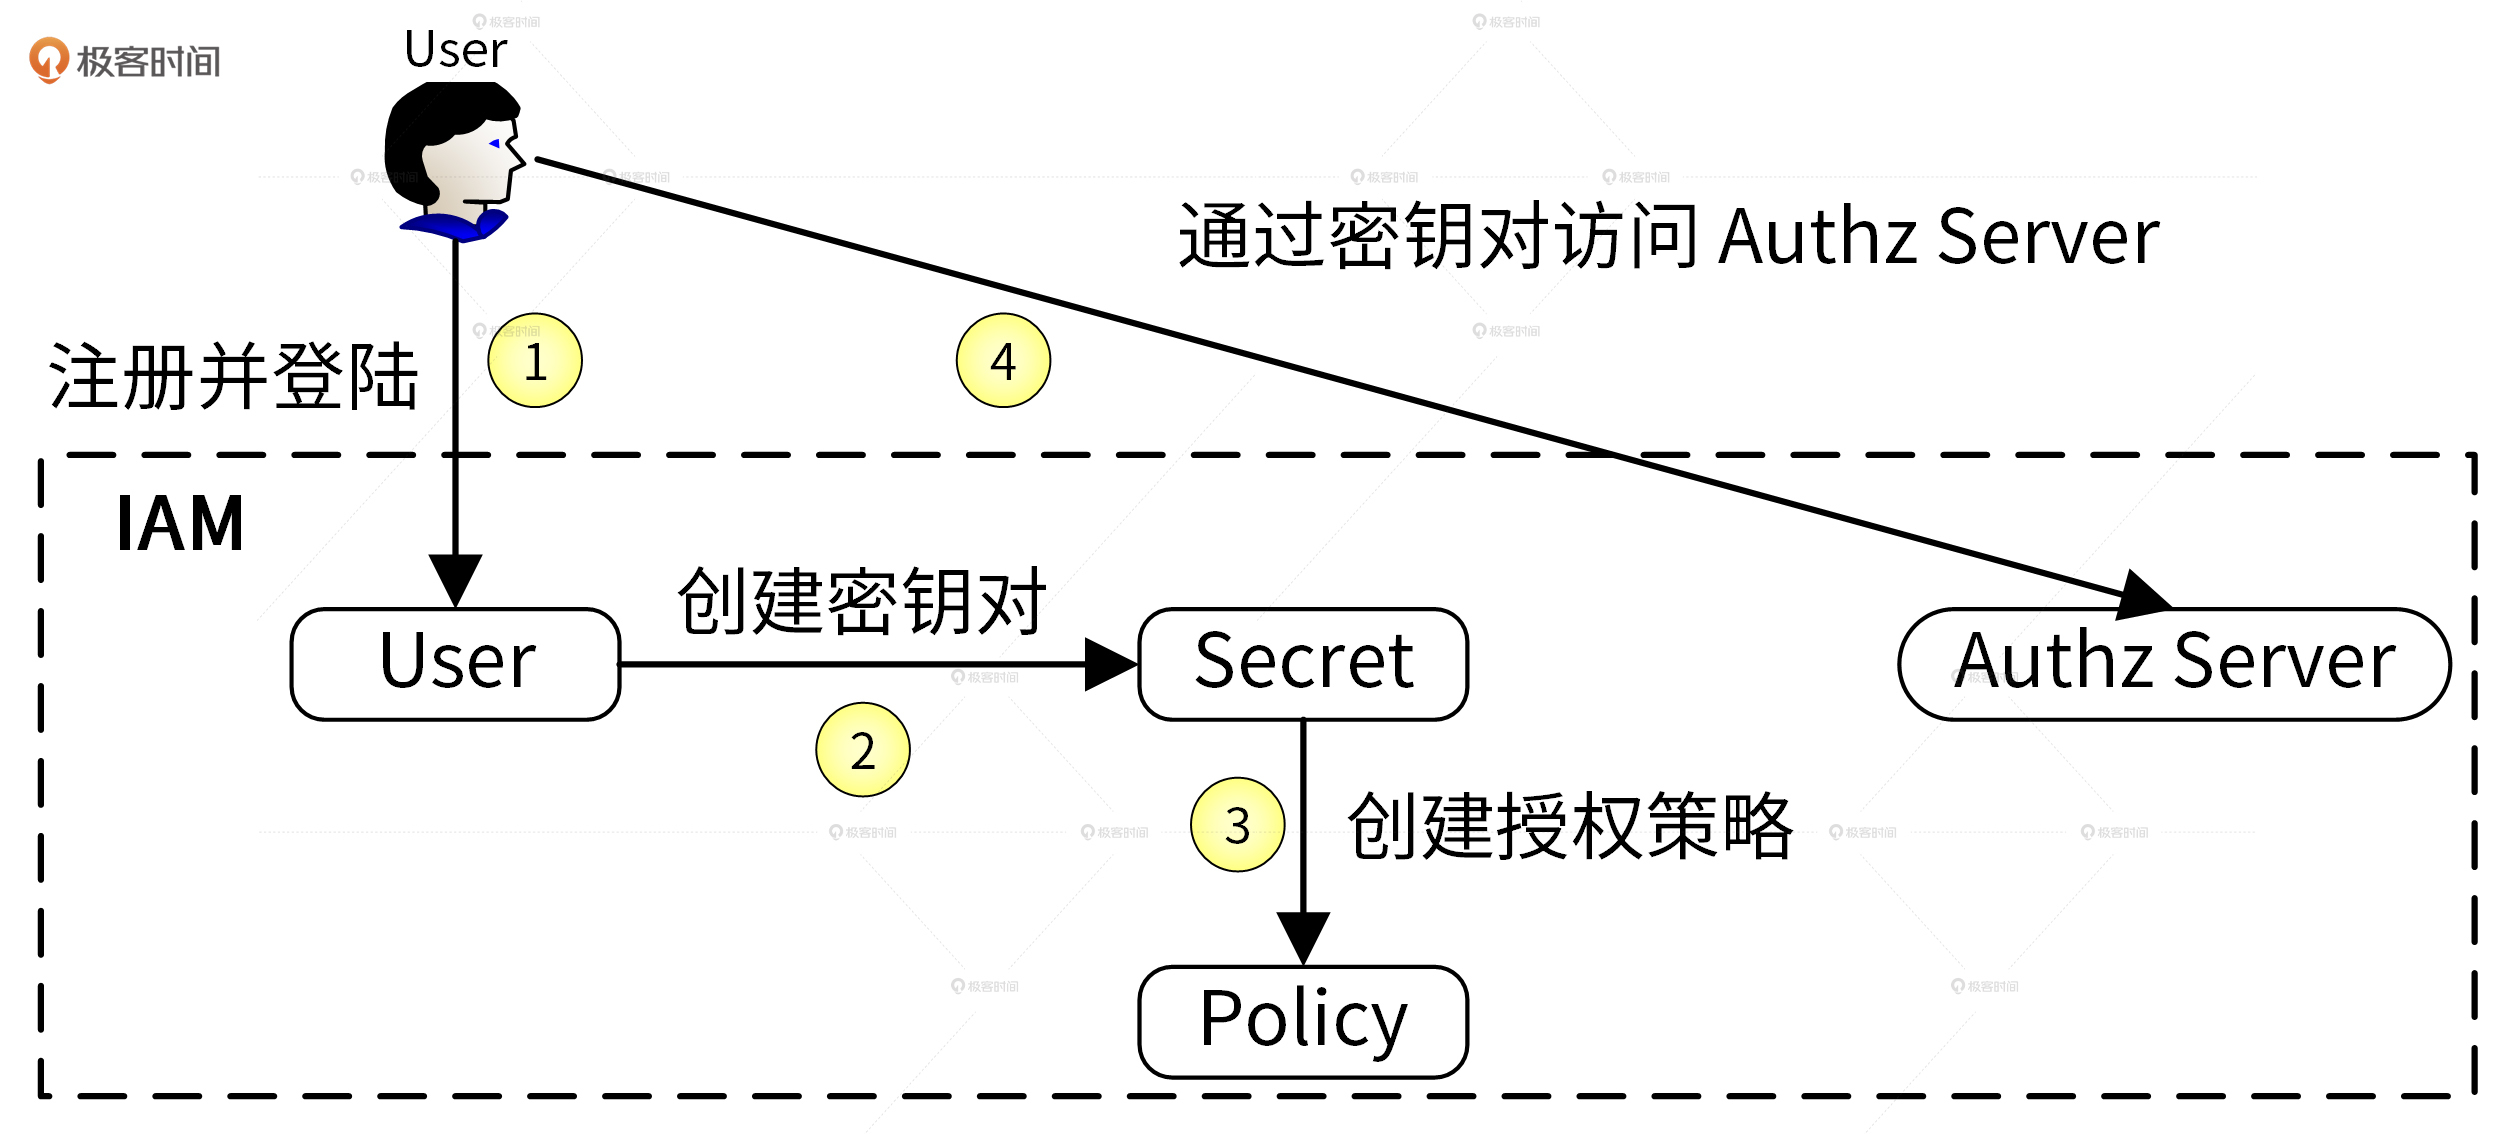 极客时间
User
通过密钥对访问 Authz Server
注册并登陆
1
4
IAM
创建密钥对
User
Secret
Authz Server
2
3
创建授权策略
Policy